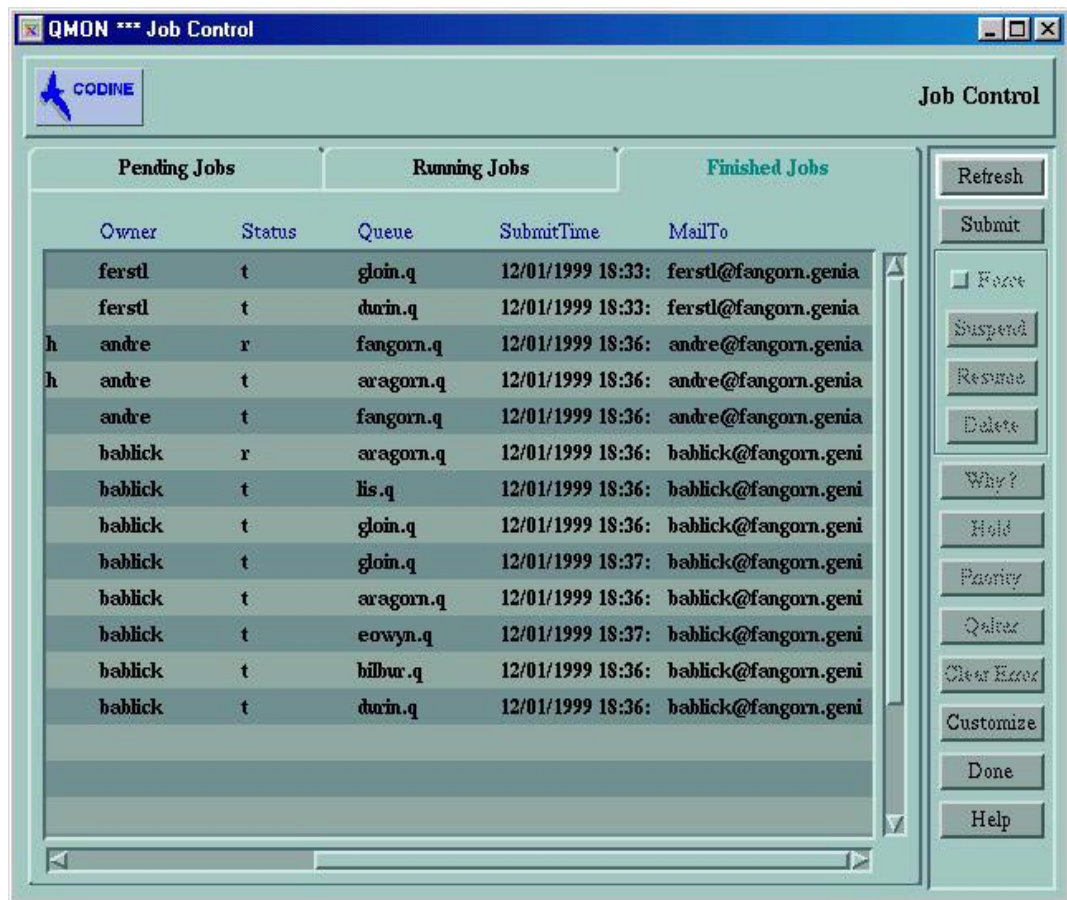 QMON *** Job Control
CODINE
Job Control
Pending Jobs Running Jobs Finished Jobs
Owner Status Queue SubmitTime MailTo
ferstl t gloin.q 12/01/1999 18:33: ferstl@fangorn.genia
ferstl t durin.q 12/01/1999 18:33: ferstl@fangorn.genia
h andre r fangorn.q 12/01/1999 18:36: andre@fangorn.genia
h andre t aragorn.q 12/01/1999 18:36: andre@fangorn.genia
andre t fangorn.q 12/01/1999 18:36: andre@fangorn.genia
bablick r aragorn.q 12/01/1999 18:36: bablick@fangorn.geni
bablick t lis.q 12/01/1999 18:36: bablick@fangorn.geni
bablick t gloin.q 12/01/1999 18:36: bablick@fangorn.geni
bablick t gloin.q 12/01/1999 18:37: bablick@fangorn.geni
bablick t aragorn.q 12/01/1999 18:36: bablick@fangorn.geni
bablick t eowyn.q 12/01/1999 18:37: bablick@fangorn.geni
bablick t bilbur.q 12/01/1999 18:36: bablick@fangorn.geni
bablick t durin.q 12/01/1999 18:36: bablick@fangorn.geni
Refresh
Submit
Force
Suspend
Resume
Delete
Why?
Hold
Priority
Qalter
Clear Error
Customize
Done
Help